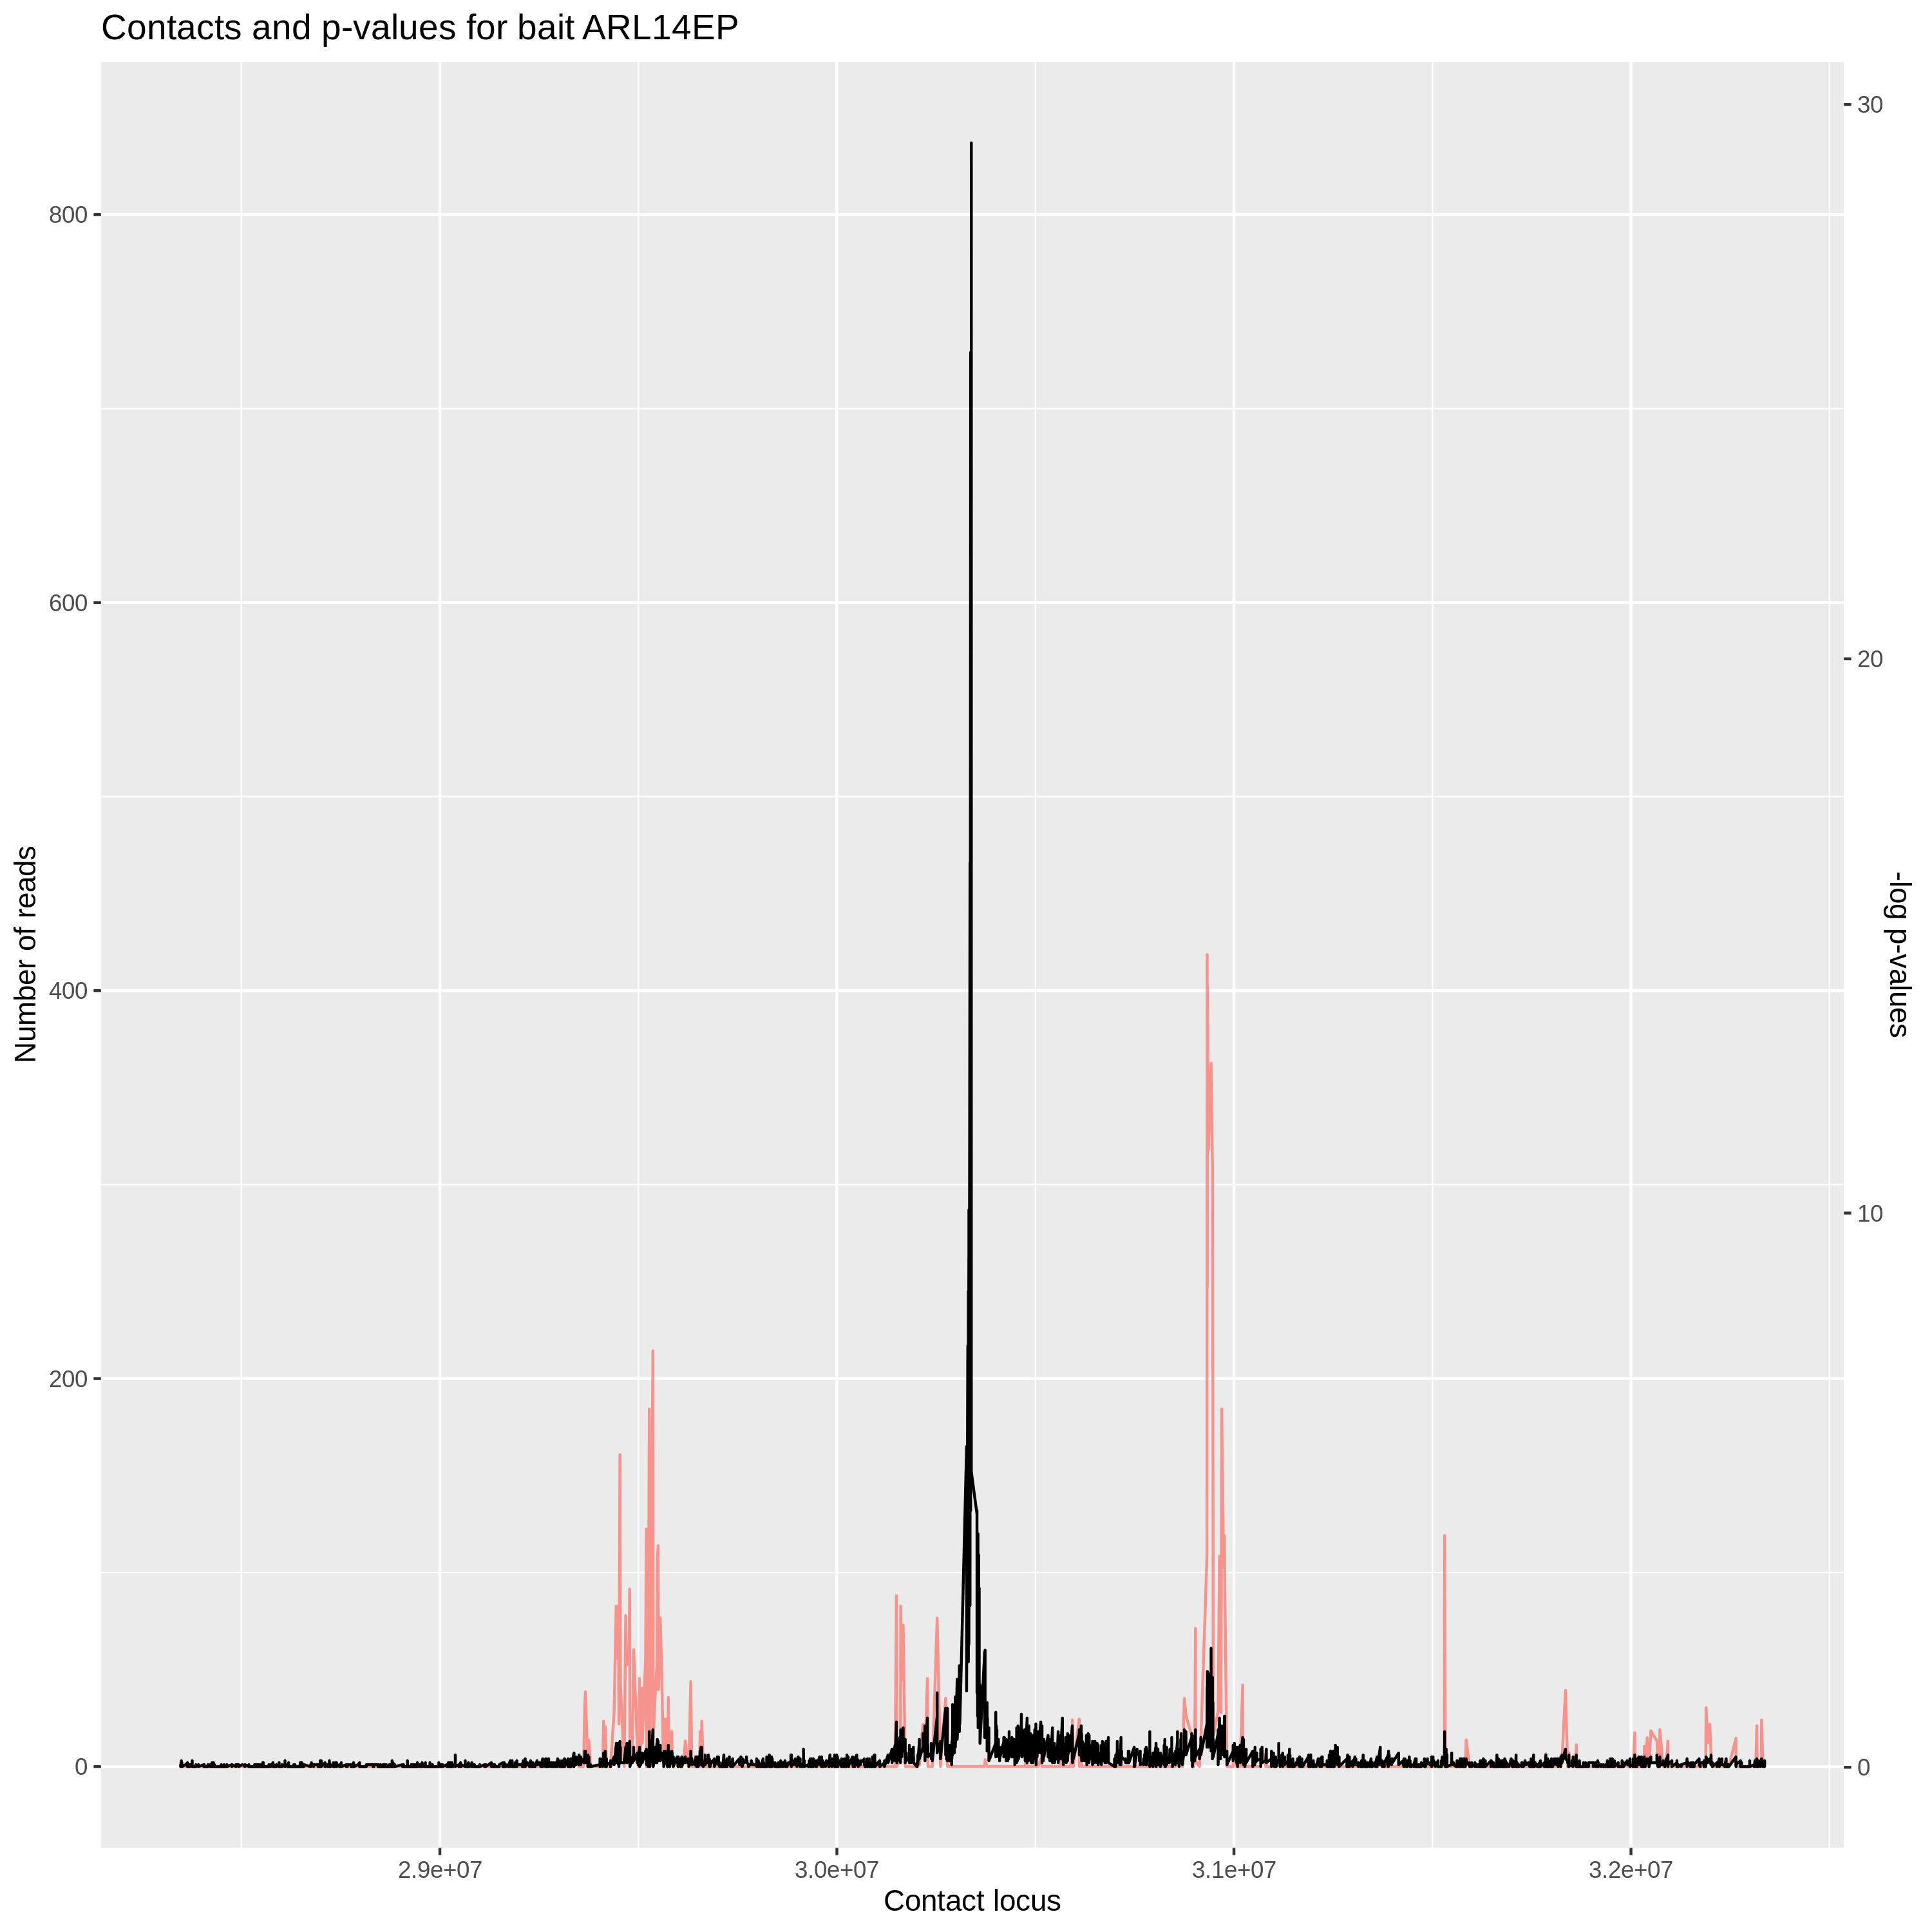 Contacts and p-values for bait ARL14EP
Number of reads
800
600
400
200
0
30
20
10
0
-log p-values
2.9e+07
3.0e+07
3.1e+07
3.2e+07
Contact locus